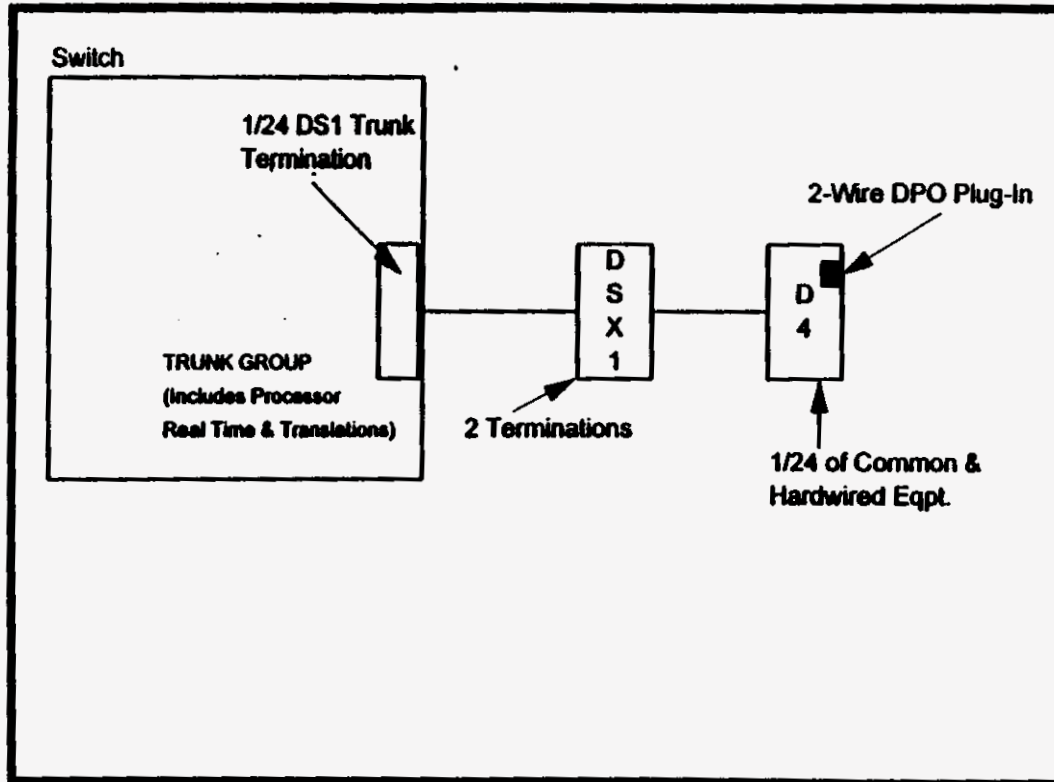 Switch
1/24 DS1 Trunk
Termination
2-Wire DPO Plug-In
D
S
X
1
D
4
TRUNK GROUP
(Includes Processor
Real Time & Translations)
2 Terminations
1/24 of Common &
Hardwired Eqpt.